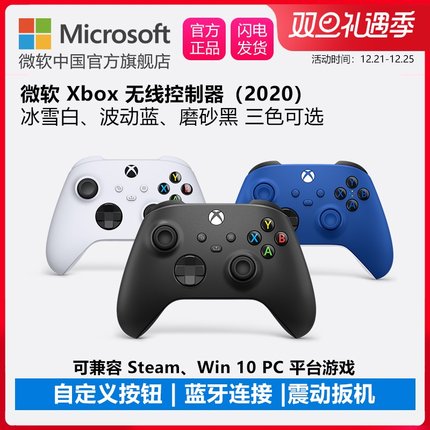 Microsoft
微软中国官方旗舰店
官方
正品
闪电
发货
双旦礼遇季
活动时间：12.21-12.25
微软 Xbox 无线控制器（2020）
冰雪白、波动蓝、磨砂黑 三色可选
Y
X B
A
可兼容 Steam、Win 10 PC 平台游戏
自定义按钮 | 蓝牙连接 |震动扳机